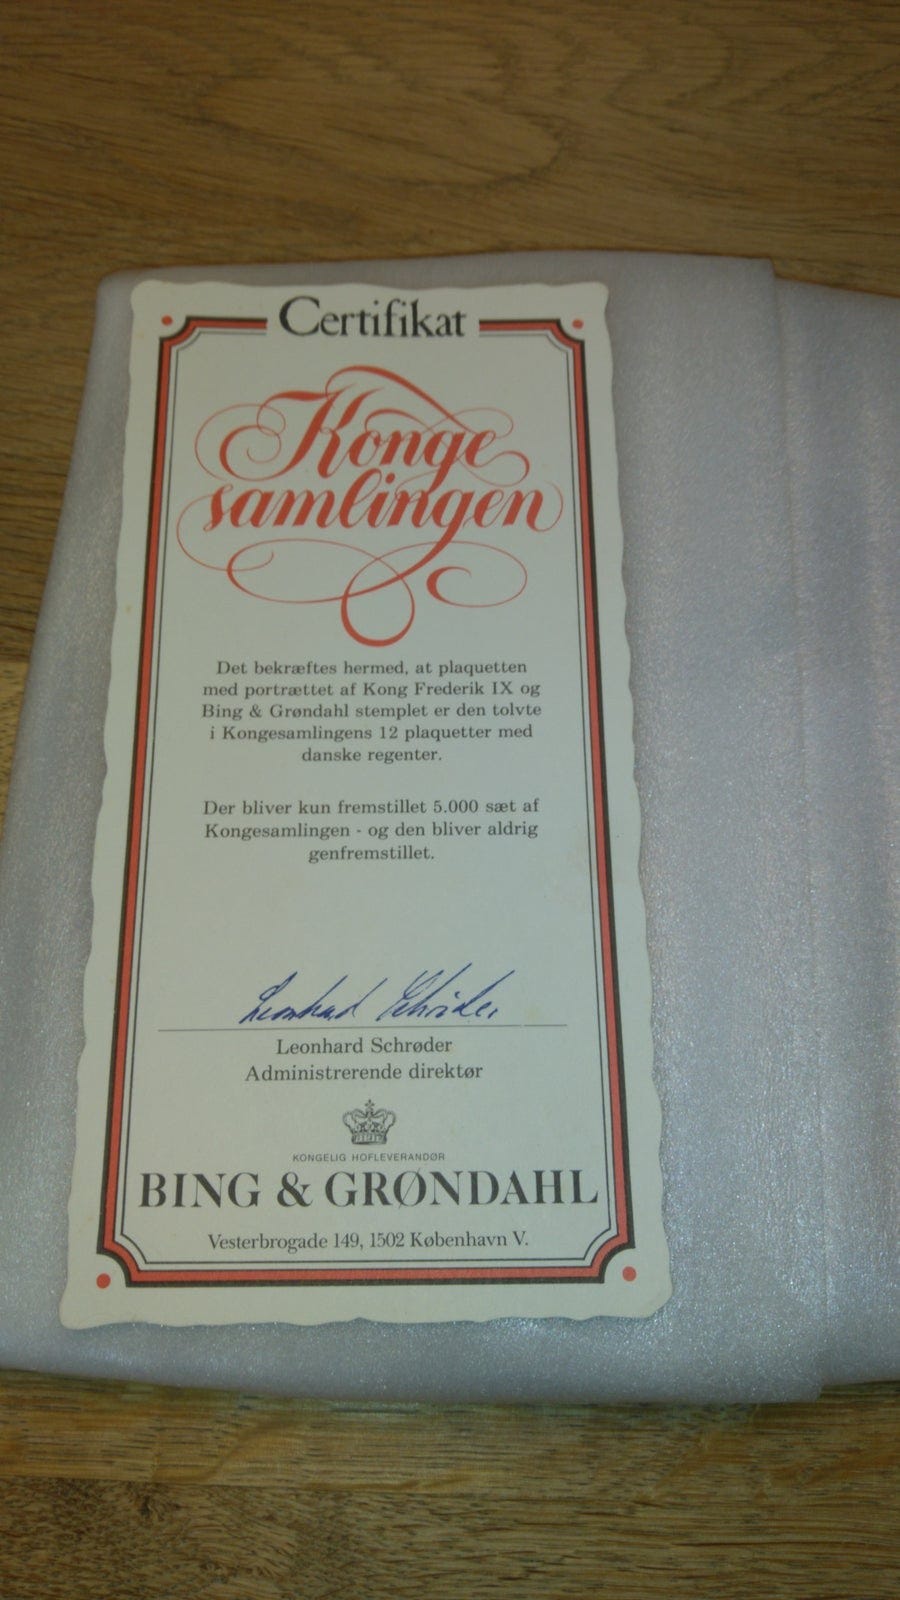 Certifikat
Konge
samlingen
Det bekræftes hermed, at plaquetten
med portrættet af Kong Frederik IX og
Bing & Grøndahl stemplet er den tolvte
i Kongesamlingens 12 plaquetter med
danske regenter.
Der bliver kun fremstillet 5.000 sæt af
Kongesamlingen - og den bliver aldrig
genfremstillet.
Leonhard Schrøder
Leonhard Schrøder
Administrerende direktør
KONGELIG HOFLEVERANDØR
BING & GRØNDAHL
Vesterbrogade 149, 1502 København V.